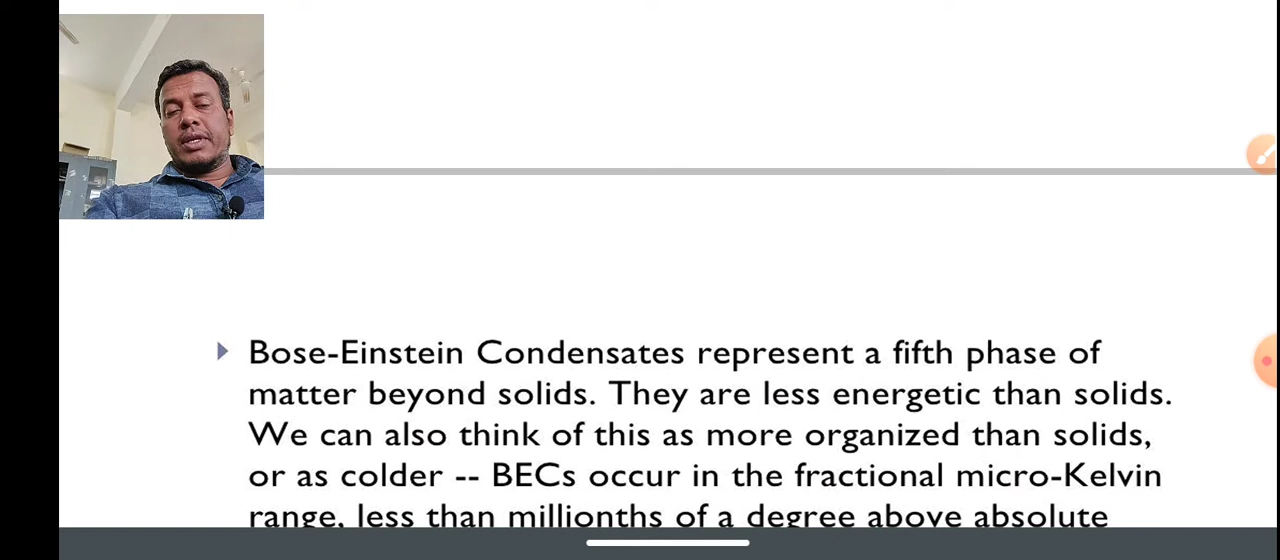 Bose-Einstein Condensates represent a fifth phase of
matter beyond solids. They are less energetic than solids.
We can also think of this as more organized than solids,
or as colder -- BECs occur in the fractional micro-Kelvin
range, less than millionths of a degree above absolute